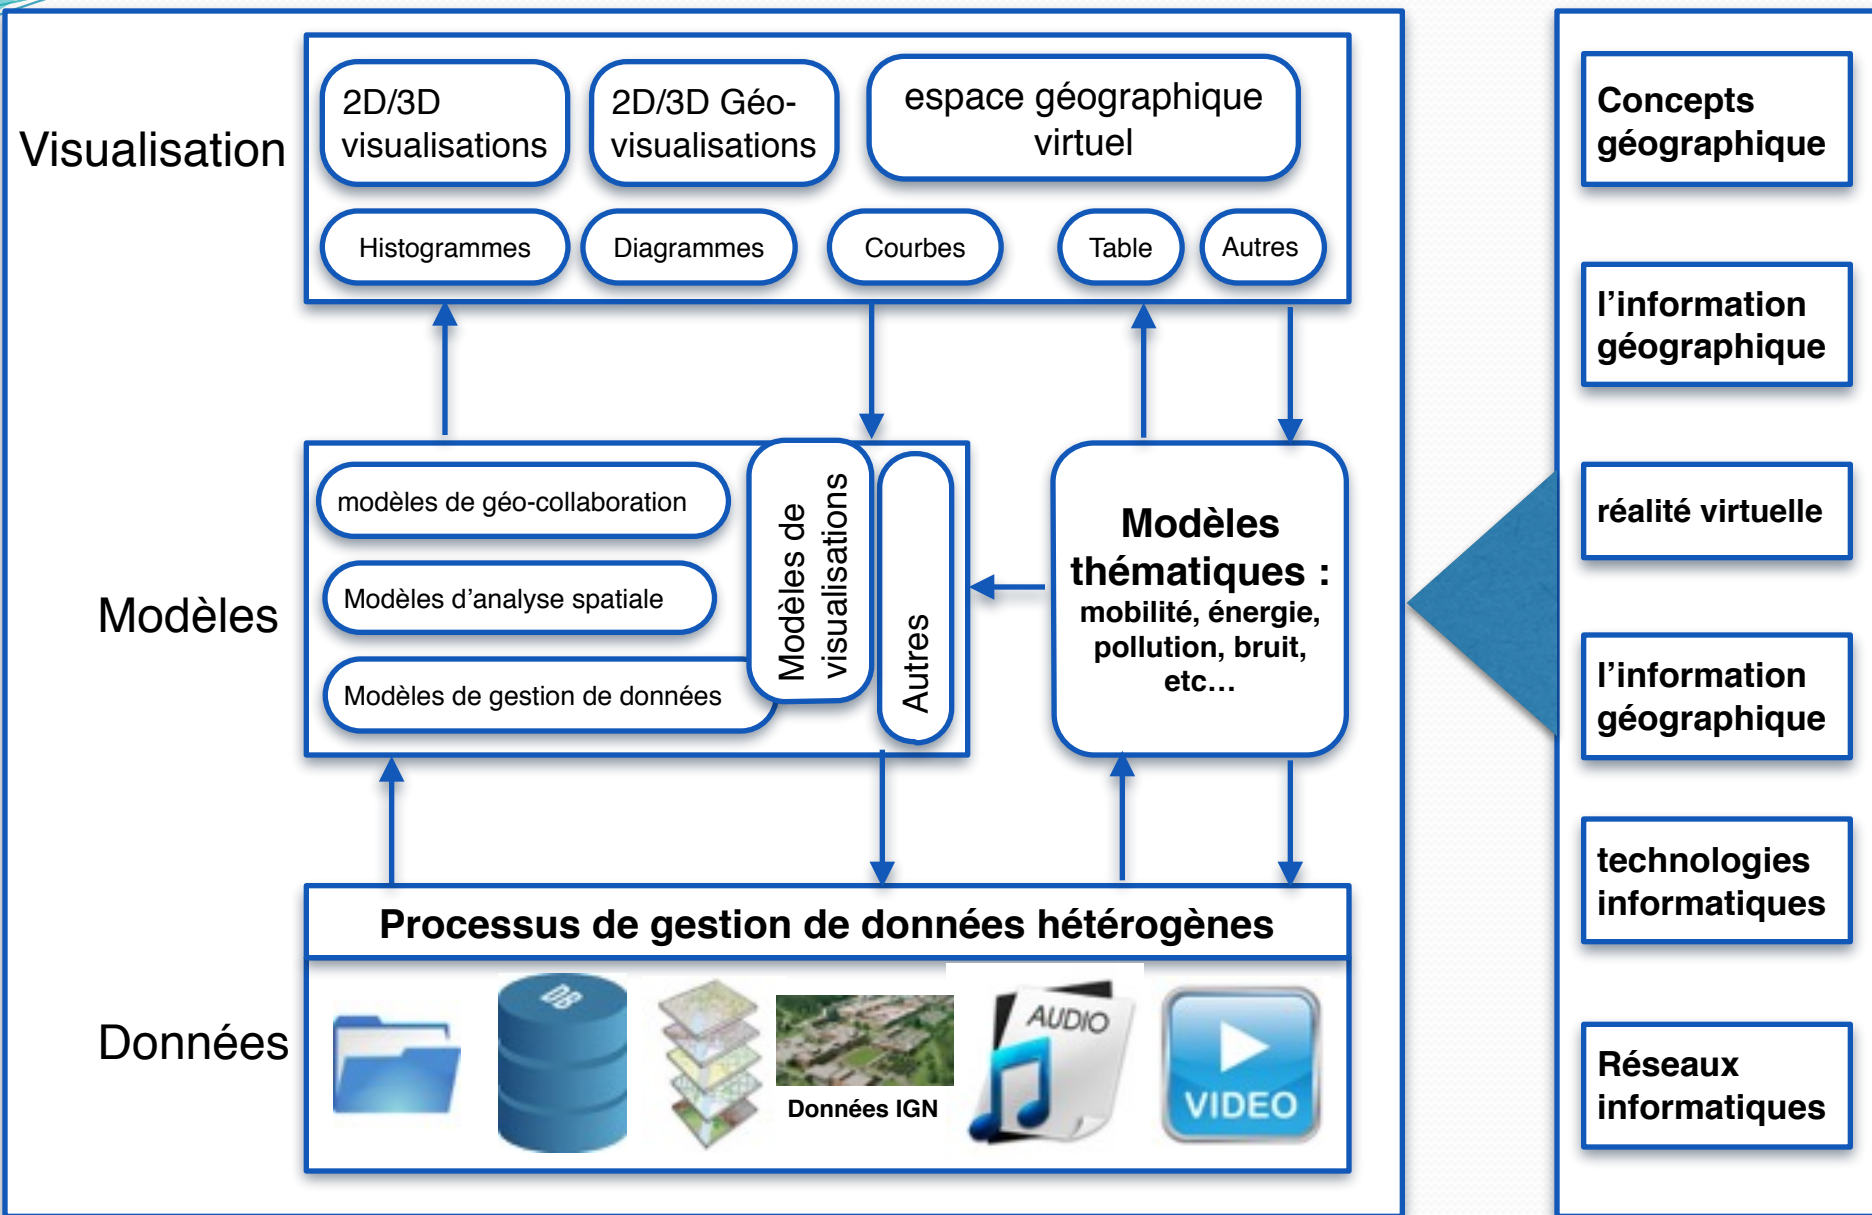 Visualisation
2D/3D
visualisations
2D/3D Géo-
visualisations
espace géographique
virtuel
Histogrammes
Diagrammes
Courbes
Table
Autres
Modèles
modèles de géo-collaboration
Modèles d'analyse spatiale
Modèles de gestion de données
Modèles de
visualisations
Autres
Modèles
thématiques :
mobilité, énergie,
pollution, bruit,
etc…
Données
Processus de gestion de données hétérogènes
DB
Données IGN
AUDIO
VIDEO
Concepts
géographique
l’information
géographique
réalité virtuelle
l’information
géographique
technologies
informatiques
Réseaux
informatiques